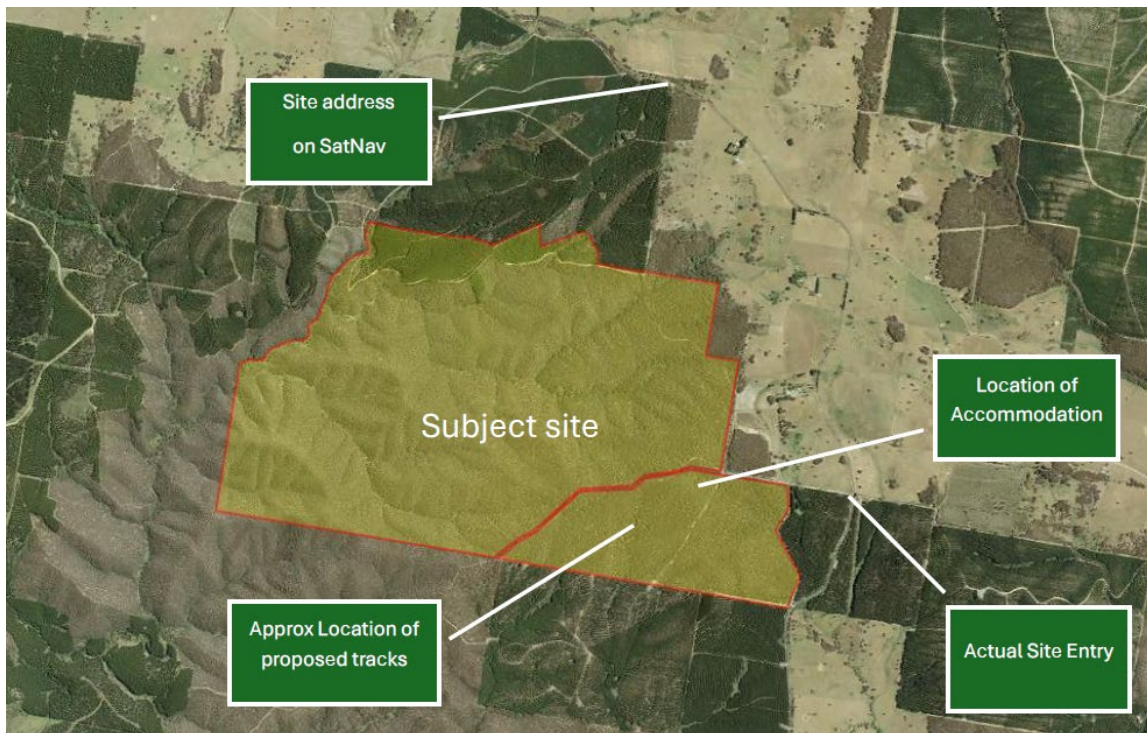 Site address
on SatNav
Subject site
Location of
Accommodation
Approx Location of
proposed tracks
Actual Site Entry